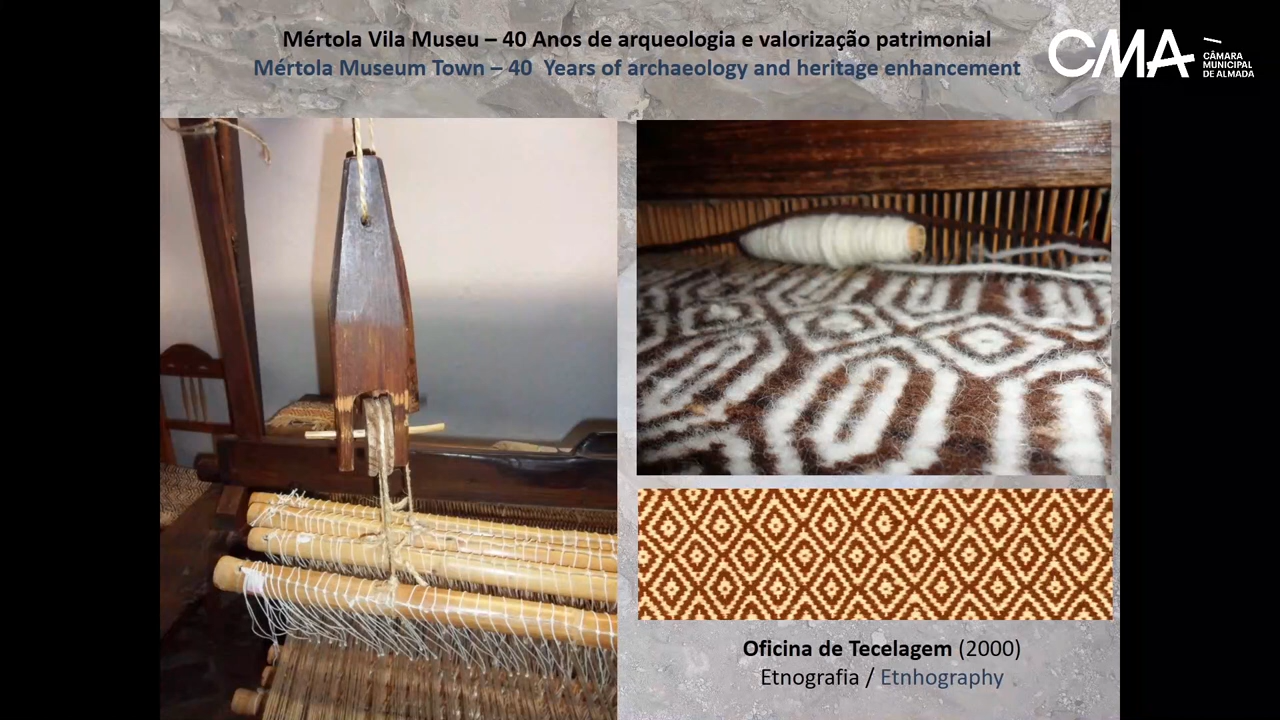 Mértola Vila Museu – 40 Anos de arqueologia e valorização patrimonial
Mértola Museum Town – 40 Years of archaeology and heritage enhancement
CMA
CÂMARA
MUNICIPAL
DE ALMADA
Oficina de Tecelagem (2000)
Etnografia / Etnhography